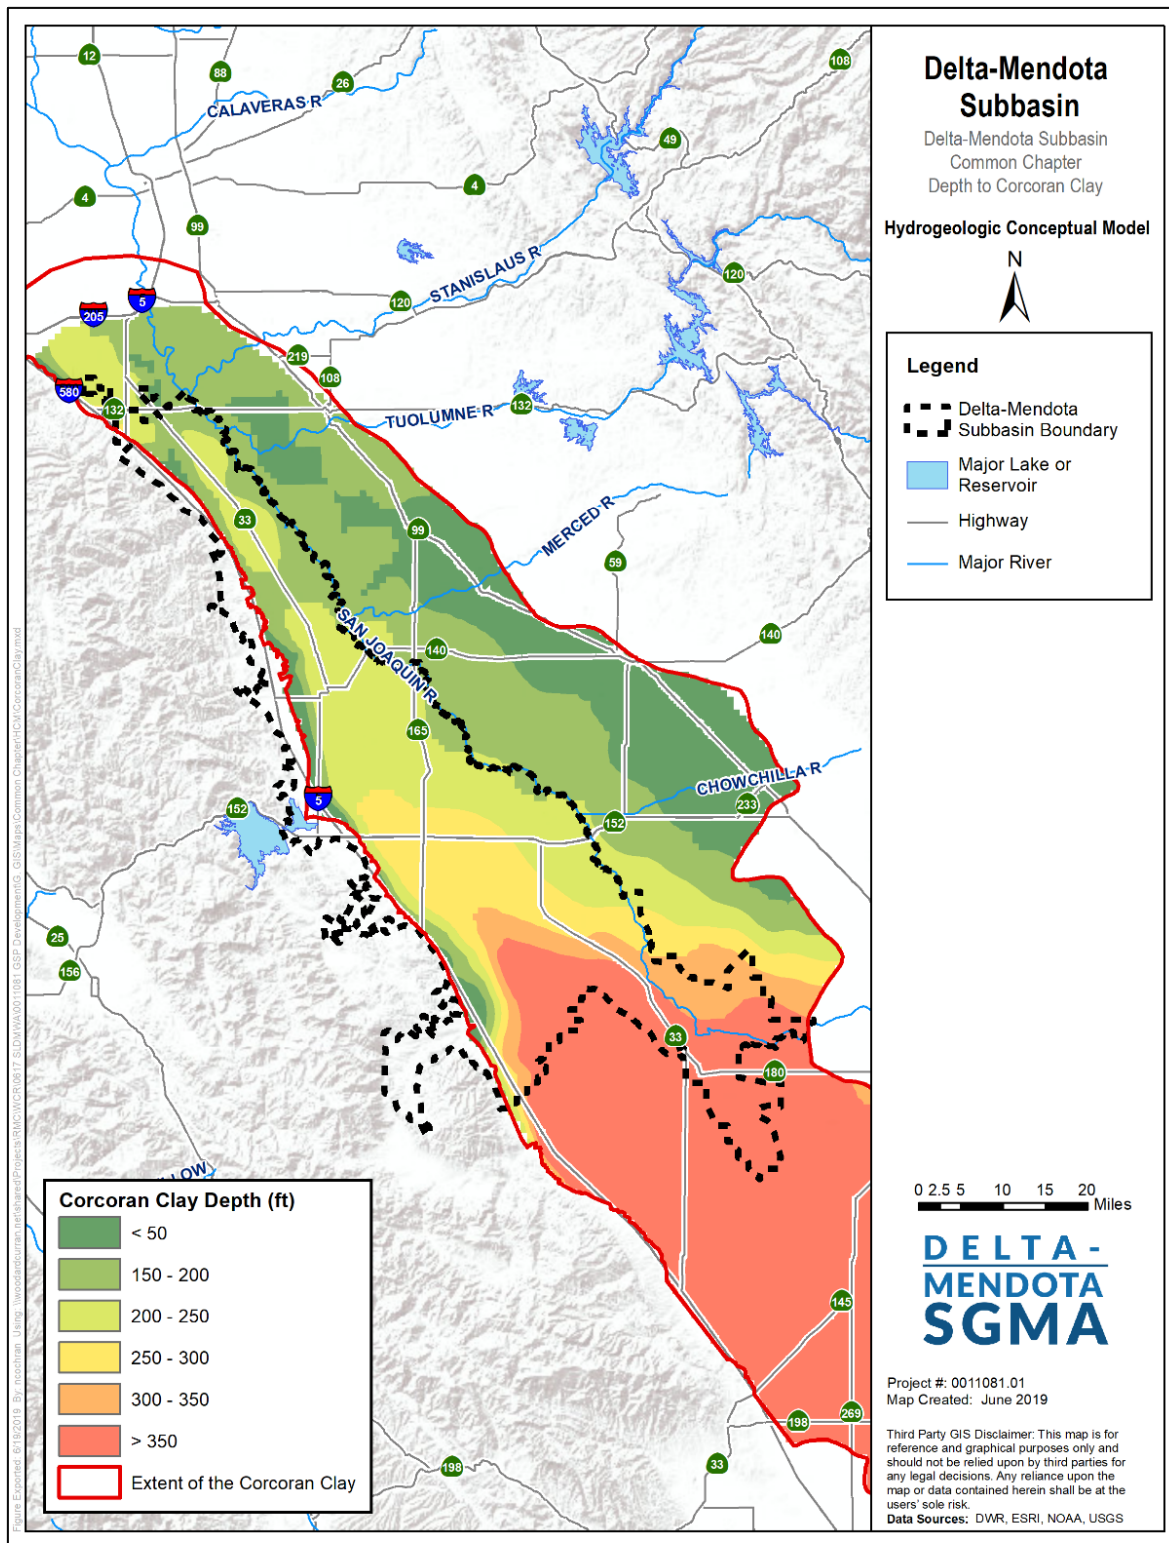 Delta-Mendota
Subbasin
Delta-Mendota Subbasin
Common Chapter
Depth to Corcoran Clay
Hydrogeologic Conceptual Model
N
Legend
Delta-Mendota
Subbasin Boundary
Major Lake or
Reservoir
Highway
Major River
12
88
26
108
CALAVERAS R
49
4
4
99
STANISLAUS R
120
120
5
205
219
108
580
132
TUOLUMNE R
132
33
99
MERCED R
59
SAN JOAQUIN R
140
140
165
CHOWCHILLA R
233
5
152
152
25
156
33
180
LLOW
145
269
198
198
33
Corcoran Clay Depth (ft)
< 50
150 - 200
200 - 250
250 - 300
300 - 350
> 350
Extent of the Corcoran Clay
0 2.5 5 10 15 20
Miles
DELTA-
MENDOTA
SGMA
Project #: 0011081.01
Map Created: June 2019
Third Party GIS Disclaimer: This map is for
reference and graphical purposes only and
should not be relied upon by third parties for
any legal decisions. Any reliance upon the
map or data contained herein shall be at the
users' sole risk.
Data Sources: DWR, ESRI, NOAA, USGS